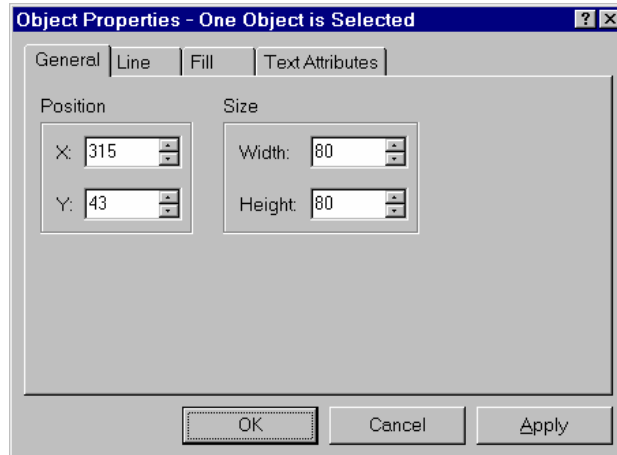 Object Properties - One Object is Selected
General Line Fill Text Attributes
Position Size
X: 315 Width: 80
Y: 43 Height: 80
OK Cancel Apply